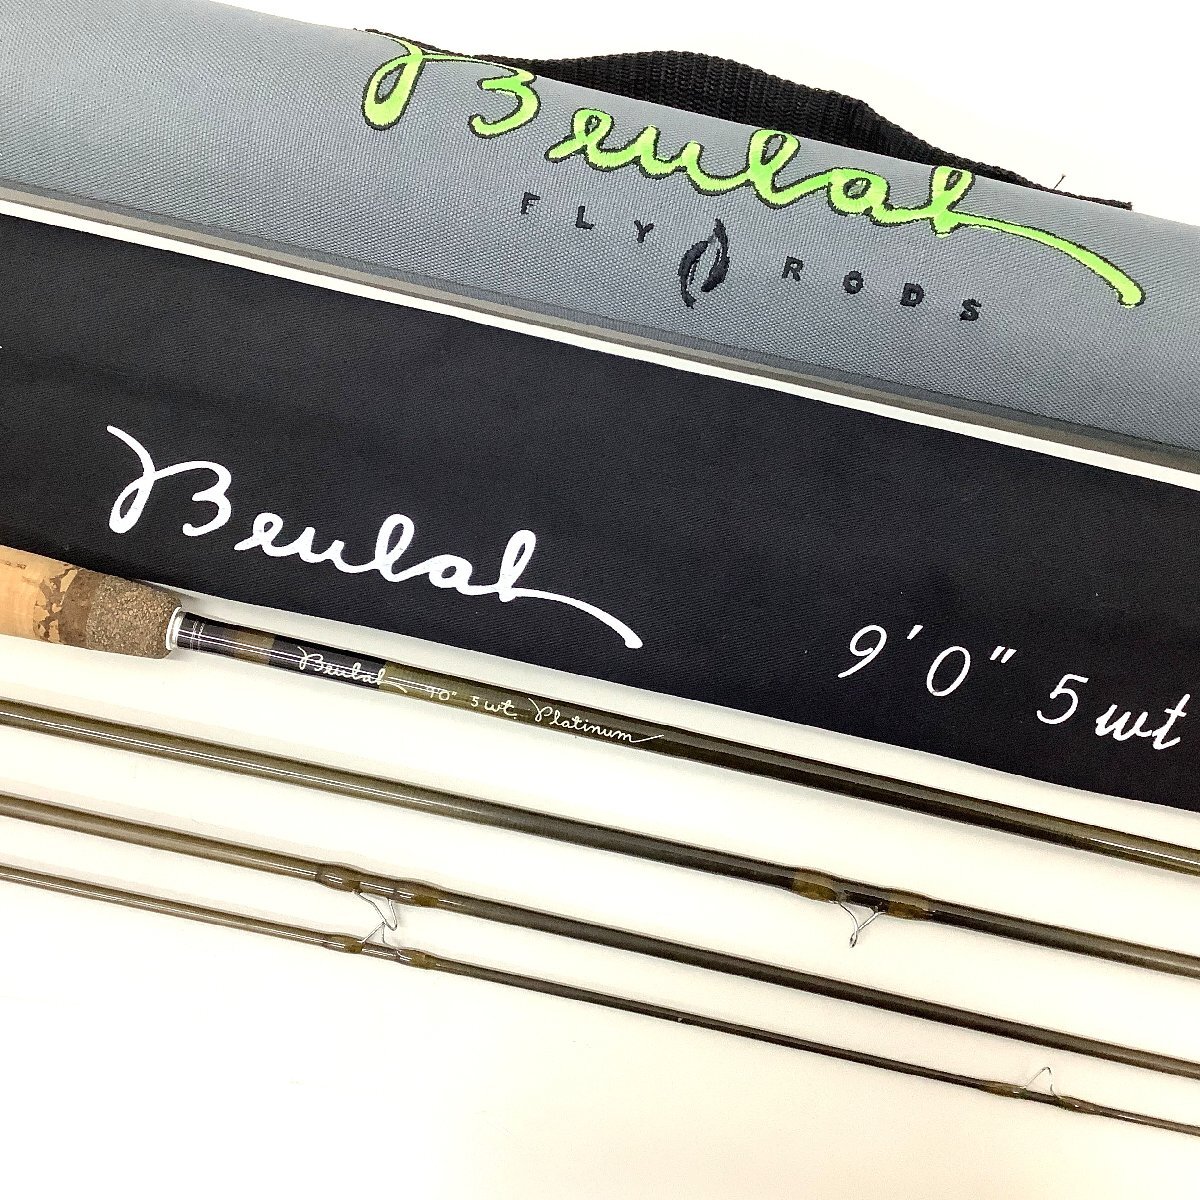 Beulah
FLY RODS
Beulah
9'0" 5wt
Beulah 9'0" 5wt. Platinum